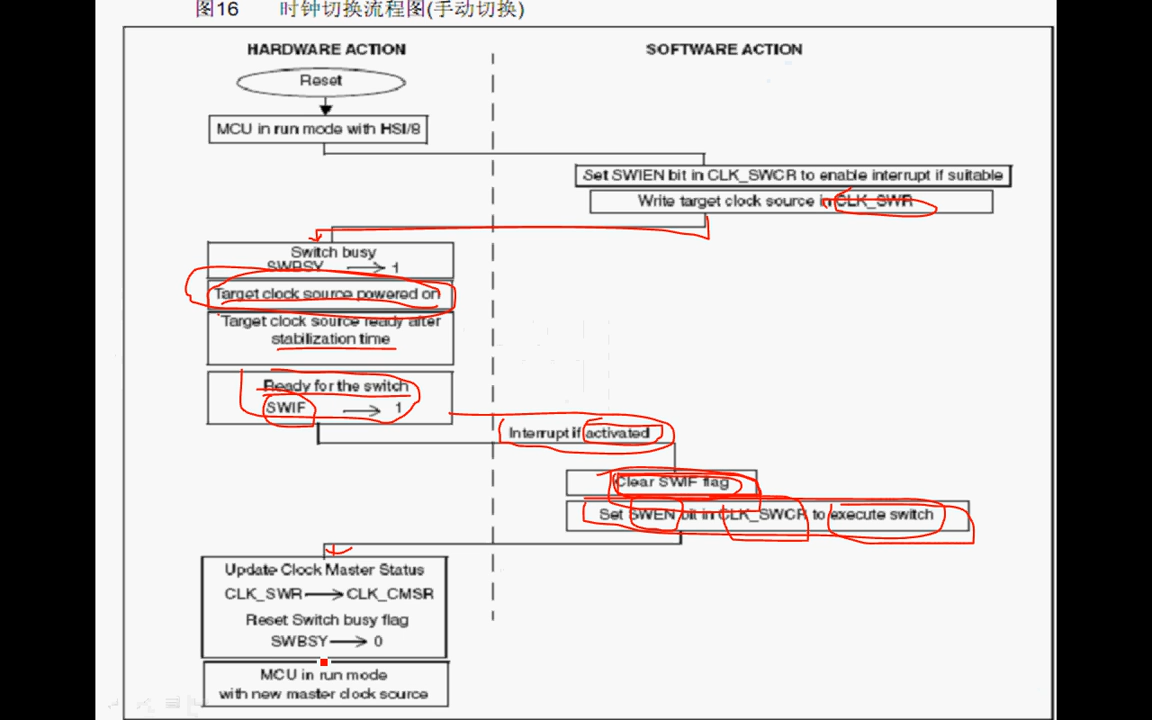 图16 时钟切换流程图(手动切换)
HARDWARE ACTION
SOFTWARE ACTION
Reset
MCU in run mode with HSI/8
Set SWIEN bit in CLK_SWCR to enable interrupt if suitable
Write target clock source in CLK_SWR
Switch busy
SWBSY → 1
Target clock source powered on
Target clock source ready after
stabilization time
Ready for the switch
SWIF → 1
Interrupt if activated
Clear SWIF flag
Set SWEN bit in CLK_SWCR to execute switch
Update Clock Master Status
CLK_SWR → CLK_CMSR
Reset Switch busy flag
SWBSY → 0
MCU in run mode
with new master clock source